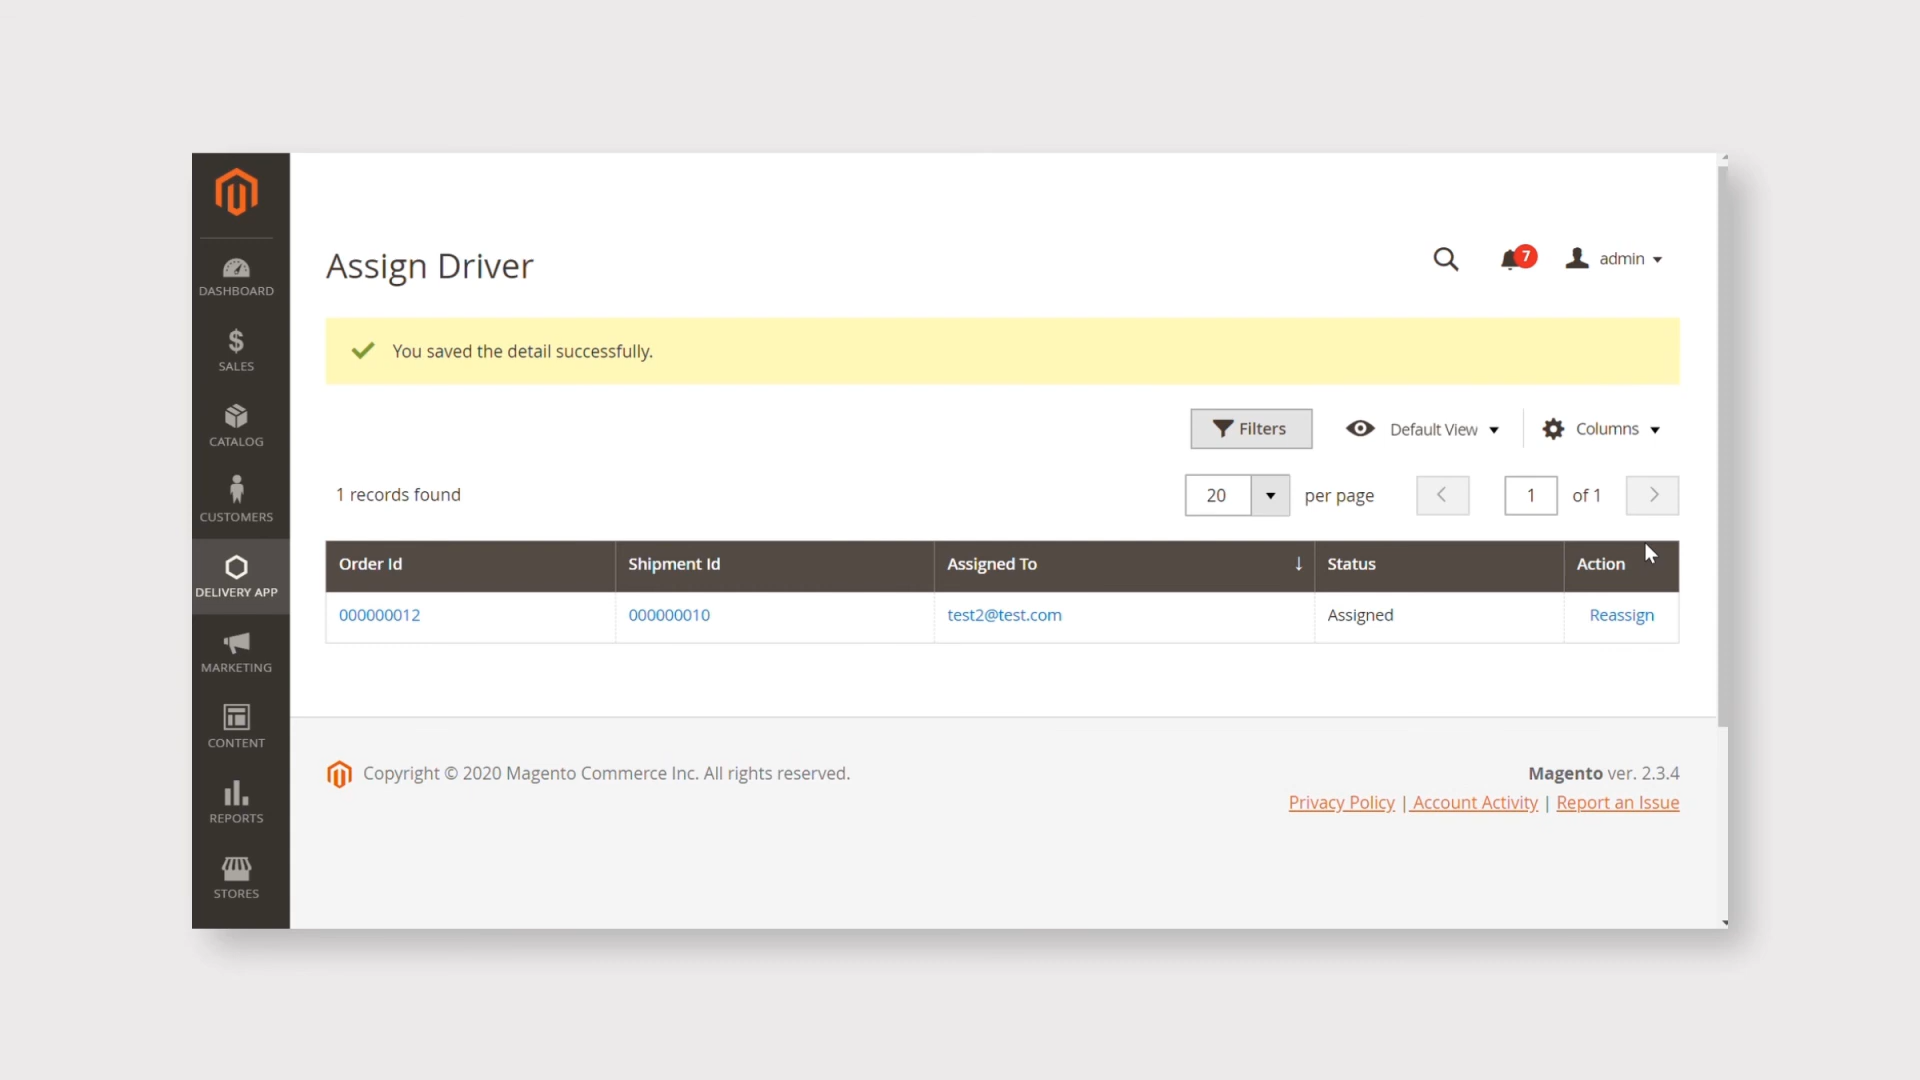 Assign Driver
7
admin
DASHBOARD
SALES
CATALOG
CUSTOMERS
DELIVERY APP
MARKETING
CONTENT
REPORTS
STORES
You saved the detail successfully.
Filters
Default View
Columns
1 records found
20
per page
1
of 1
Order Id Shipment Id Assigned To ↓ Status Action
000000012 000000010 test2@test.com Assigned Reassign
Copyright © 2020 Magento Commerce Inc. All rights reserved.
Magento ver. 2.3.4
Privacy Policy | Account Activity | Report an Issue